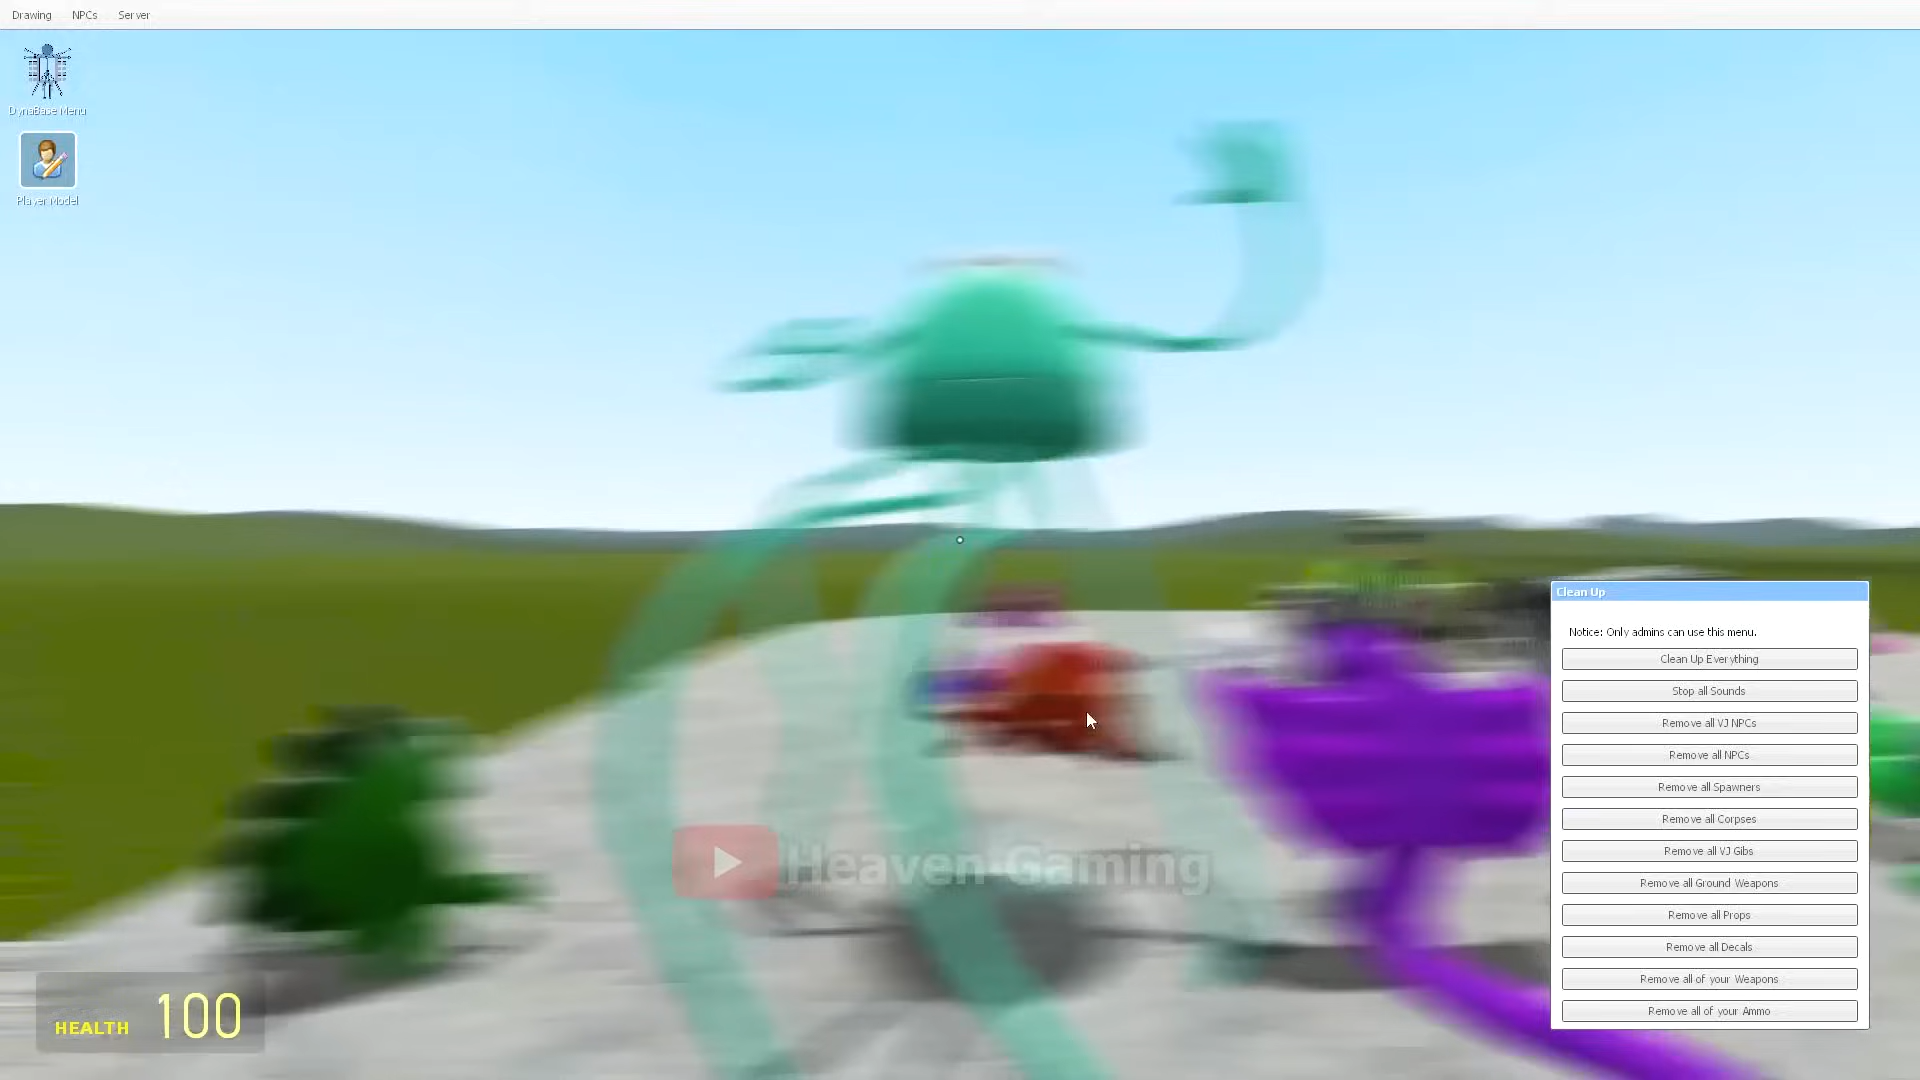 Drawing NPCs Server
DynaBase Menu
Player Model
Clean Up
Notice: Only admins can use this menu.
Clean Up Everything
Stop all Sounds
Remove all VJ NPCs
Remove all NPCs
Remove all Spawners
Remove all Corpses
Remove all VJ Gibs
Remove all Ground Weapons
Remove all Props
Remove all Decals
Remove all of your Weapons
Remove all of your Ammo
Heaven-Gaming
HEALTH 100